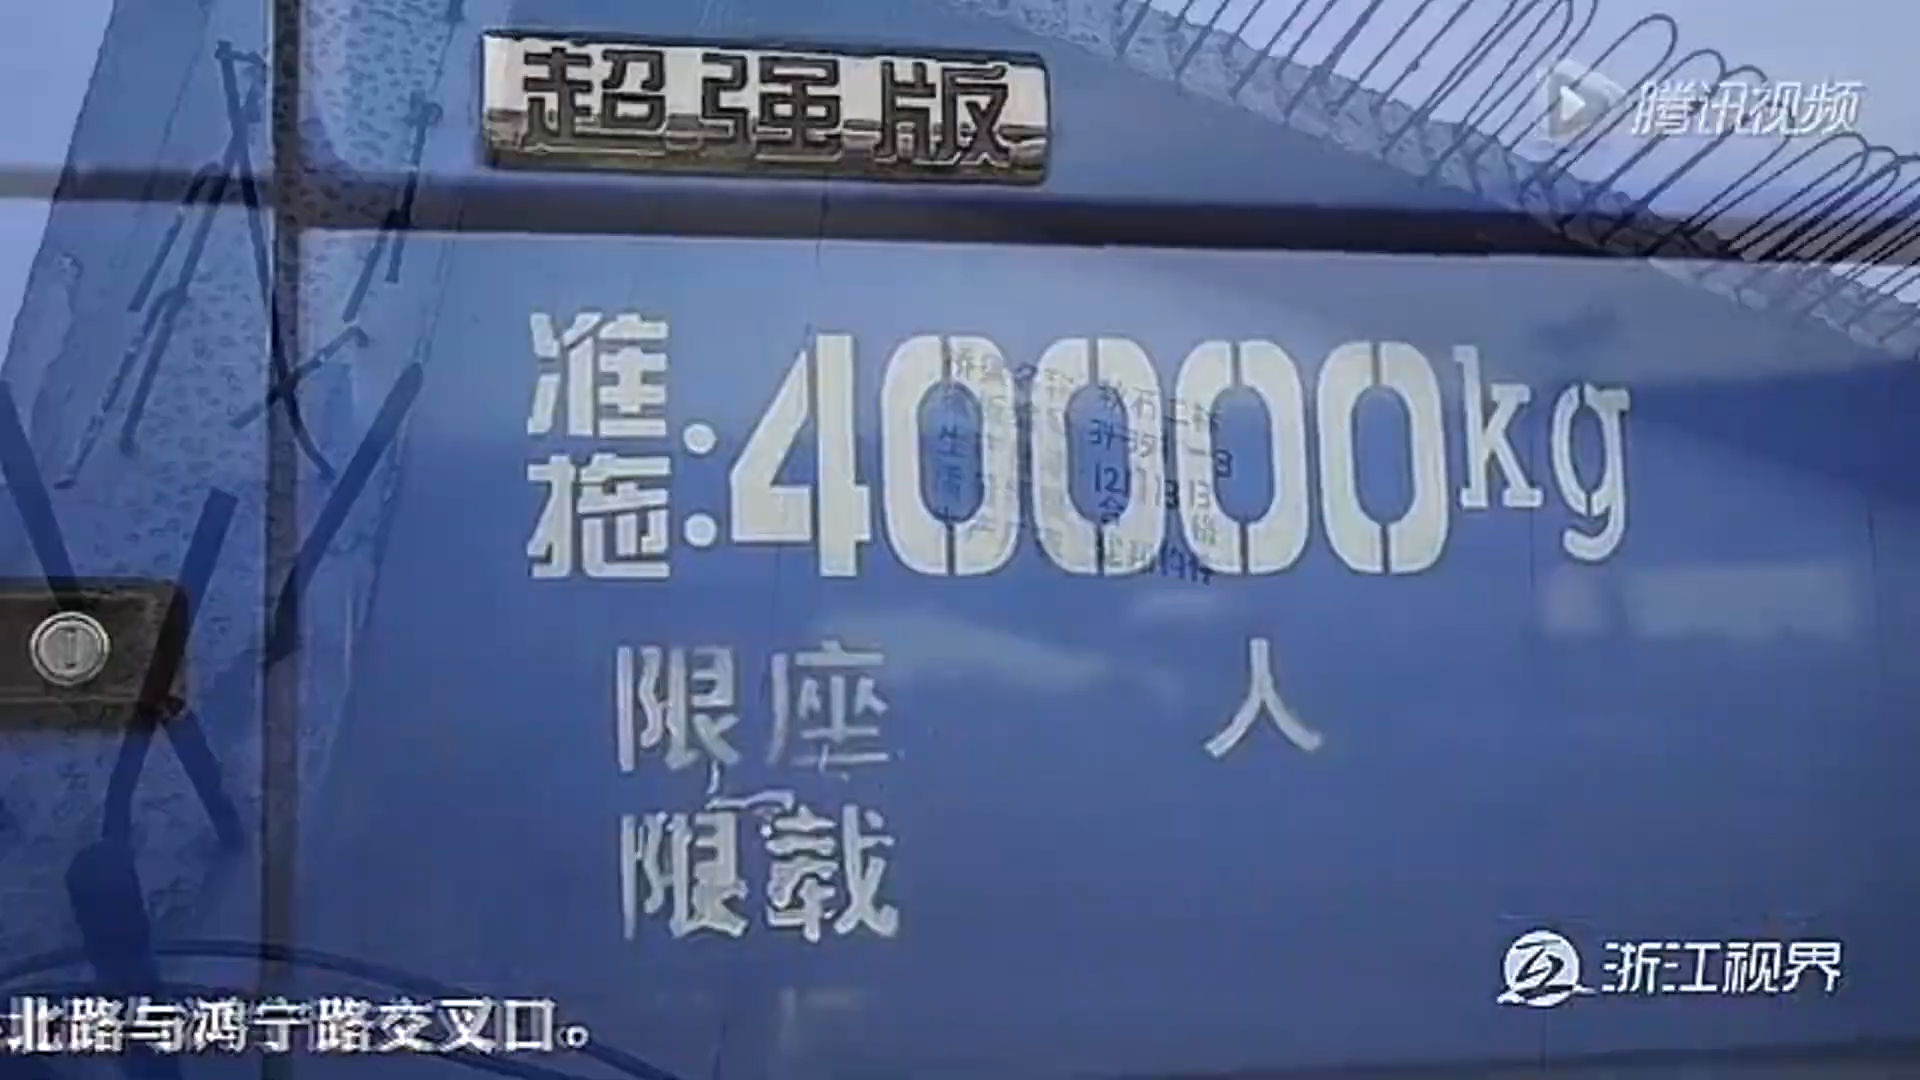 超强版
腾讯视频
准拖:40000kg
限座 人
限载
浙江视界
北路与鸿宁路交叉口。